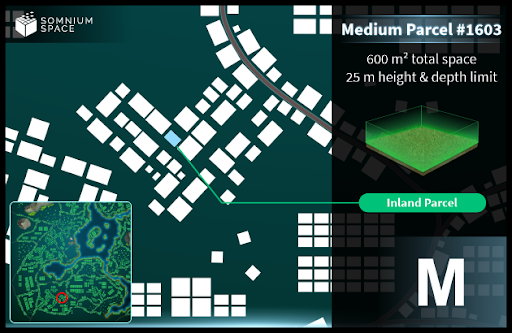 SOMNIUM
SPACE
Medium Parcel #1603
600 m² total space
25 m height & depth limit
Inland Parcel
M